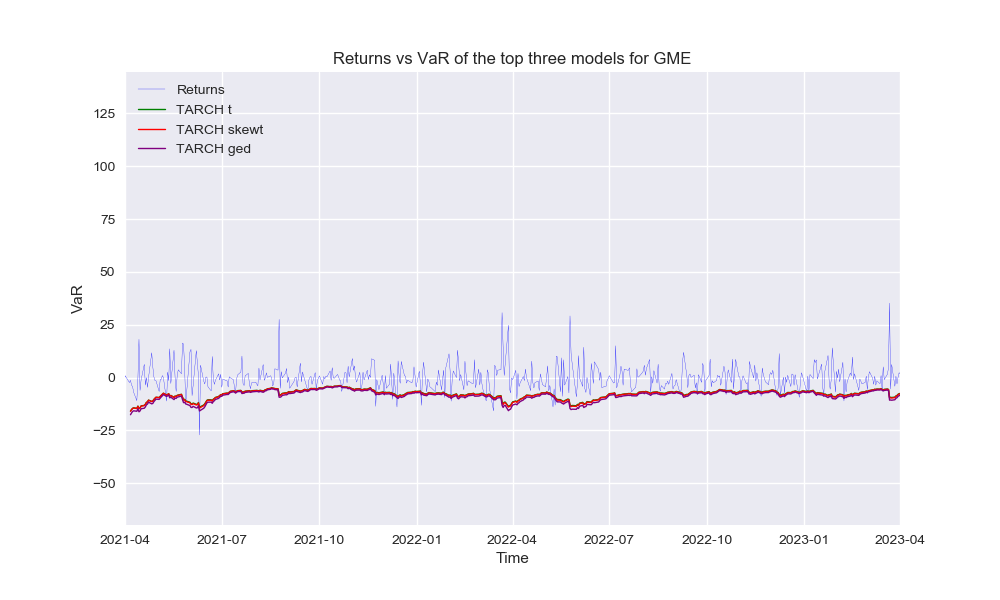 Returns vs VaR of the top three models for GME
Returns
TARCH t
TARCH skewt
TARCH ged
125
100
75
50
25
0
−25
−50
VaR
2021-04 2021-07 2021-10 2022-01 2022-04 2022-07 2022-10 2023-01 2023-04
Time